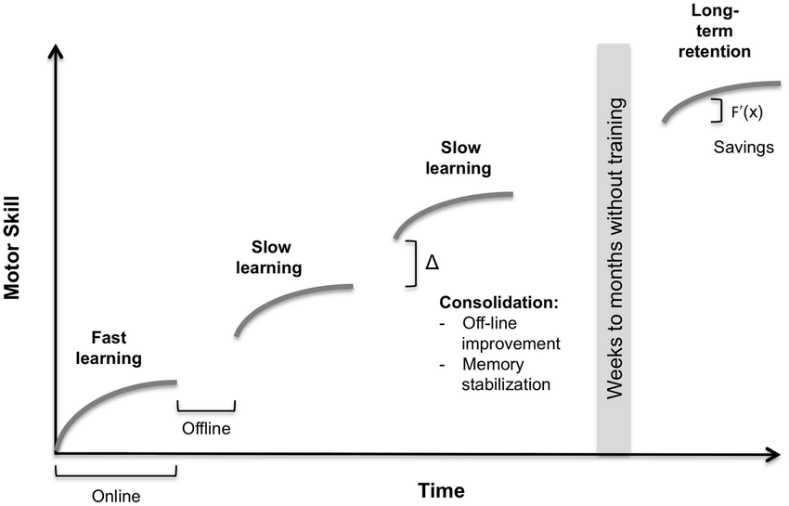 Long-
term
retention
F′(x)
Savings
Slow
learning
Weeks to months without training
Slow
learning
Δ
Consolidation:
- Off-line
improvement
- Memory
stabilization
Fast
learning
Offline
Online
Motor Skill
Time